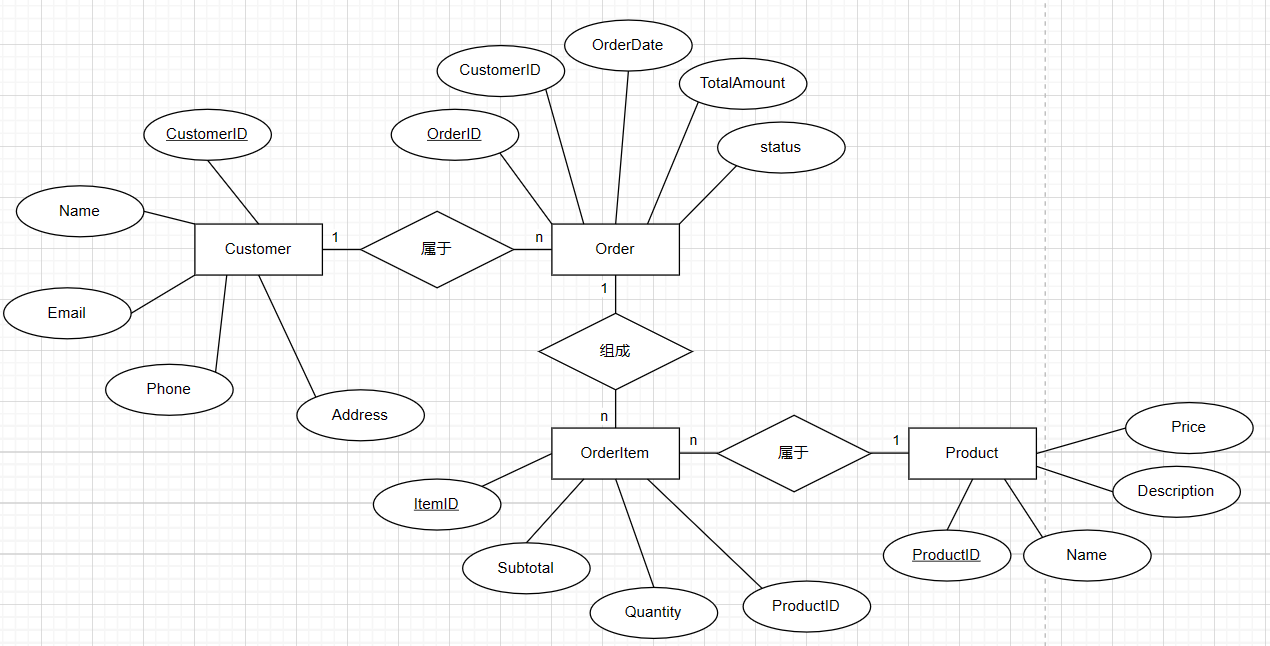 OrderDate
CustomerID
TotalAmount
CustomerID
OrderID
status
Name
Customer
1
属于
n
Order
1
Email
组成
Phone
Address
n
OrderItem
n
属于
1
Product
Price
Description
ItemID
Subtotal
Quantity
ProductID
ProductID
Name